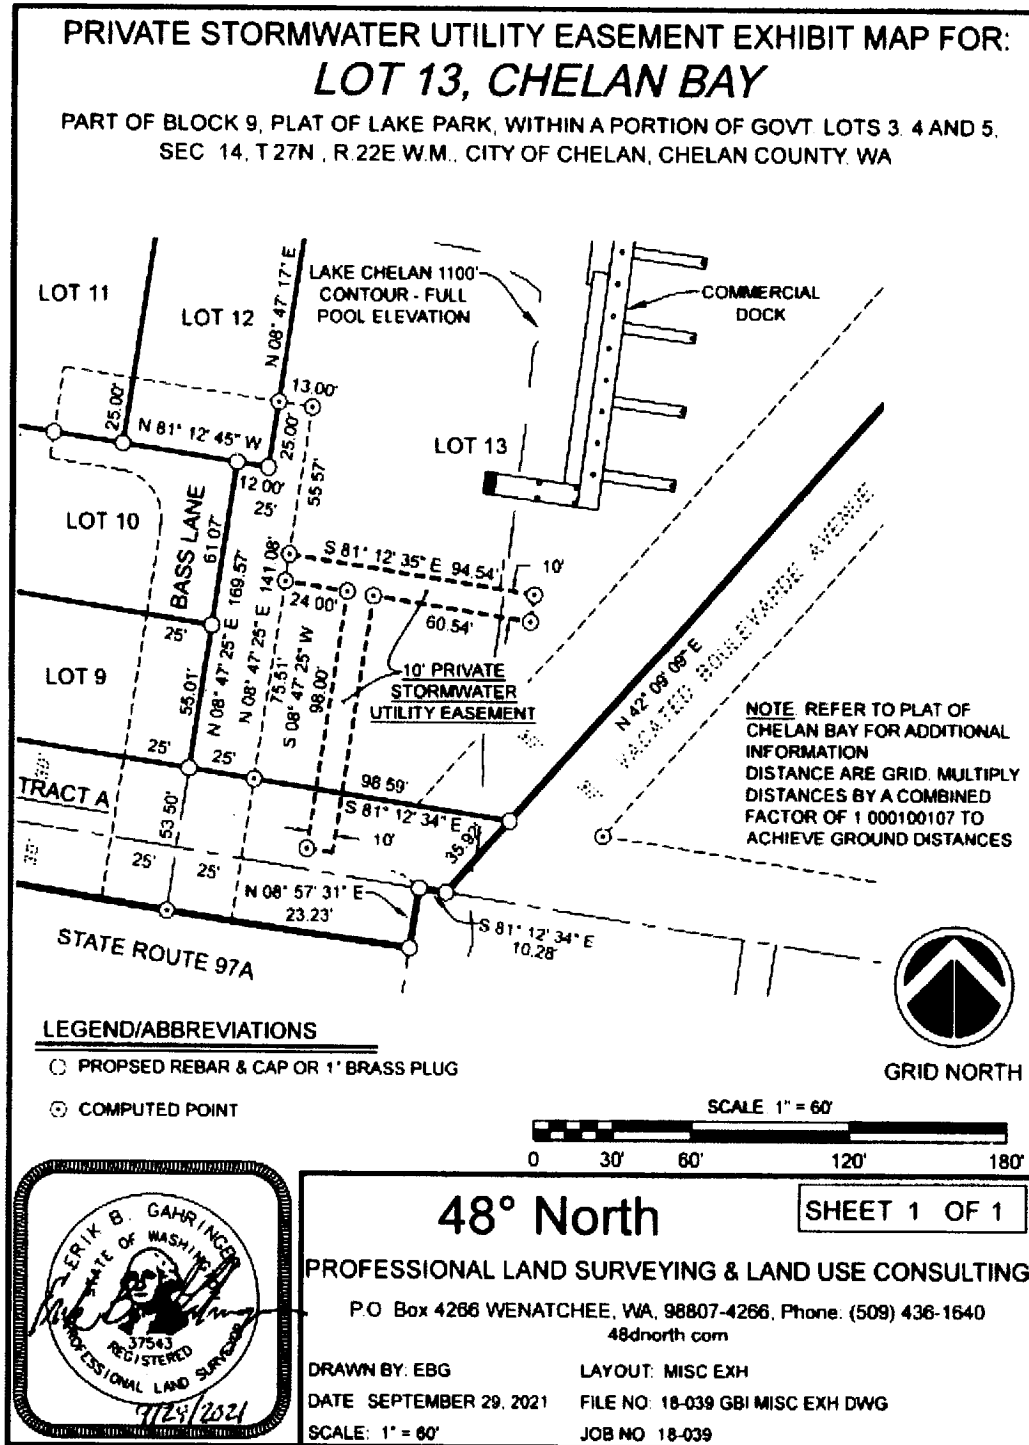 PRIVATE STORMWATER UTILITY EASEMENT EXHIBIT MAP FOR:
LOT 13, CHELAN BAY
PART OF BLOCK 9, PLAT OF LAKE PARK, WITHIN A PORTION OF GOVT LOTS 3, 4 AND 5,
SEC 14, T 27N , R.22E W.M., CITY OF CHELAN, CHELAN COUNTY WA
LOT 11
LOT 12
N 08° 47' 17" E
LAKE CHELAN 1100'
CONTOUR - FULL
POOL ELEVATION
COMMERCIAL
DOCK
13.00'
25.00'
N 81° 12' 45" W
25.00'
55.57'
LOT 13
12 00'
25'
LOT 10
BASS LANE
61.07'
169.57'
141.08'
S 81° 12' 35" E 94.54'
10'
24 00'
60.54'
25'
LOT 9
55.01'
N 08° 47' 25" E
N 08° 47' 25" E
75.51'
S 08° 47' 25" W
98.00'
10' PRIVATE
STORMWATER
UTILITY EASEMENT
N 42° 09' 09" E
VACATED BOULEVARDE AVENUE
NOTE REFER TO PLAT OF
CHELAN BAY FOR ADDITIONAL
INFORMATION
DISTANCE ARE GRID. MULTIPLY
DISTANCES BY A COMBINED
FACTOR OF 1 000100107 TO
ACHIEVE GROUND DISTANCES
25'
25'
98 59'
S 81° 12' 34" E
35.92'
TRACT A
53 50'
10'
25'
25'
N 08° 57' 31" E
23.23'
S 81° 12' 34" E
10.28'
STATE ROUTE 97A
LEGEND/ABBREVIATIONS
PROPSED REBAR & CAP OR 1" BRASS PLUG
COMPUTED POINT
GRID NORTH
SCALE 1" = 60'
0 30' 60' 120' 180'
ERIK B. GAHRINGER
STATE OF WASHINGTON
37543
REGISTERED
PROFESSIONAL LAND SURVEYOR
9/29/2021
48° North
SHEET 1 OF 1
PROFESSIONAL LAND SURVEYING & LAND USE CONSULTING
P.O Box 4266 WENATCHEE, WA, 98807-4266, Phone: (509) 436-1640
48dnorth com
DRAWN BY: EBG
LAYOUT: MISC EXH
DATE SEPTEMBER 29, 2021
FILE NO: 18-039 GBI MISC EXH DWG
SCALE: 1" = 60'
JOB NO 18-039